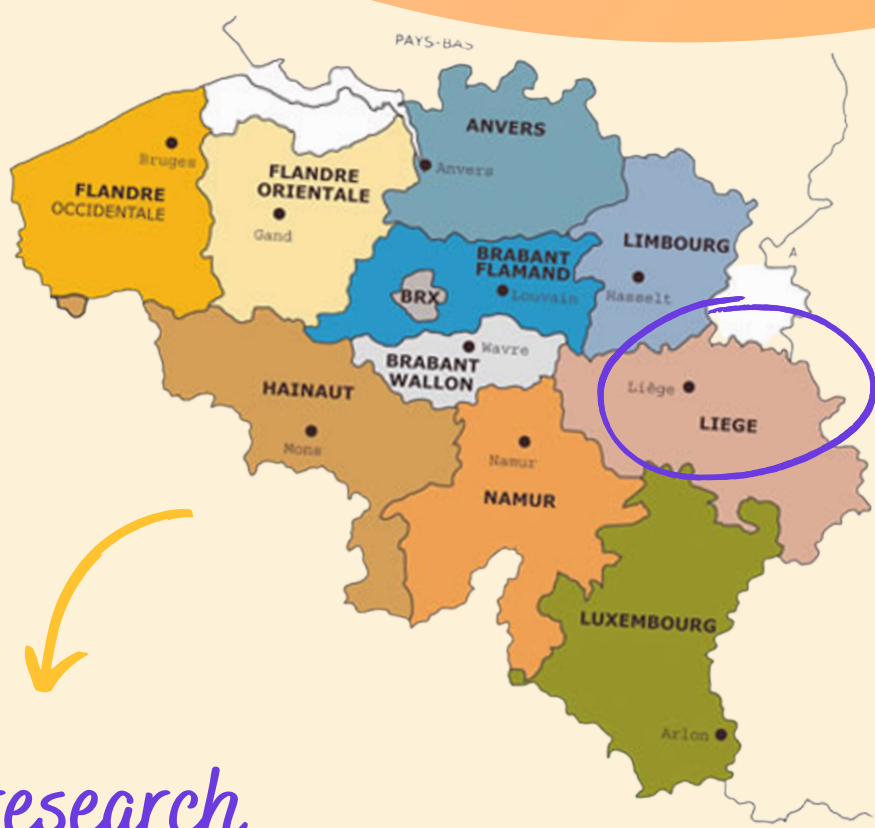 PAYS-BAS
ANVERS
Anvers
Bruges
FLANDRE
OCCIDENTALE
FLANDRE
ORIENTALE
Gand
LIMBOURG
Hasselt
A
BRABANT
FLAMAND
BRX
Louvain
Wavre
BRABANT
WALLON
Liège
LIEGE
HAINAUT
Mons
Namur
NAMUR
LUXEMBOURG
Arlon
research